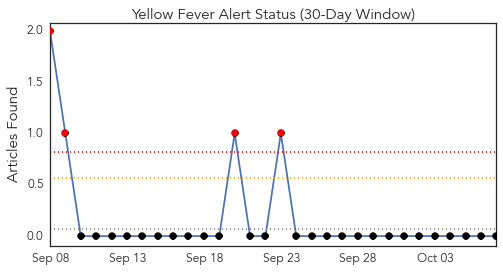 Yellow Fever Alert Status (30-Day Window)
Articles Found
2.0
1.5
1.0
0.5
0.0
Sep 08 Sep 13 Sep 18 Sep 23 Sep 28 Oct 03